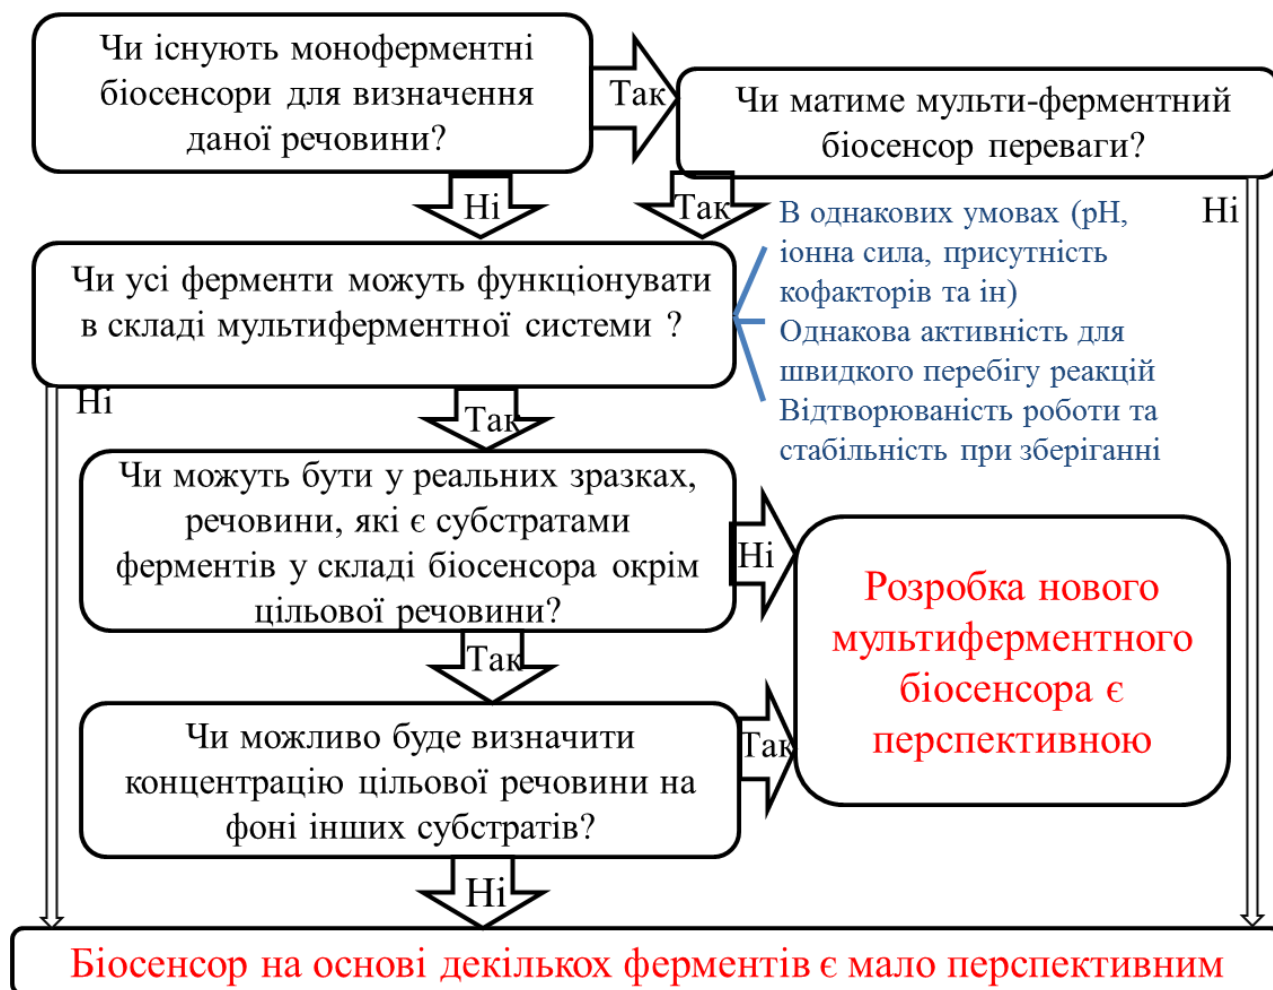 Чи існують моноферментні
біосенсори для визначення
даної речовини?
Так
Чи матиме мульти-ферментний
біосенсор переваги?
Ні
Так
Ні
Чи усі ферменти можуть функціонувати
в складі мультиферментної системи ?
В однакових умовах (рН,
іонна сила, присутність
кофакторів та ін)
Однакова активність для
швидкого перебігу реакцій
Відтворюваність роботи та
стабільність при зберіганні
Ні
Так
Чи можуть бути у реальних зразках,
речовини, які є субстратами
ферментів у складі біосенсора окрім
цільової речовини?
Ні
Розробка нового
мультиферментного
біосенсора є
перспективною
Так
Чи можливо буде визначити
концентрацію цільової речовини на
фоні інших субстратів?
Так
Ні
Біосенсор на основі декількох ферментів є мало перспективним